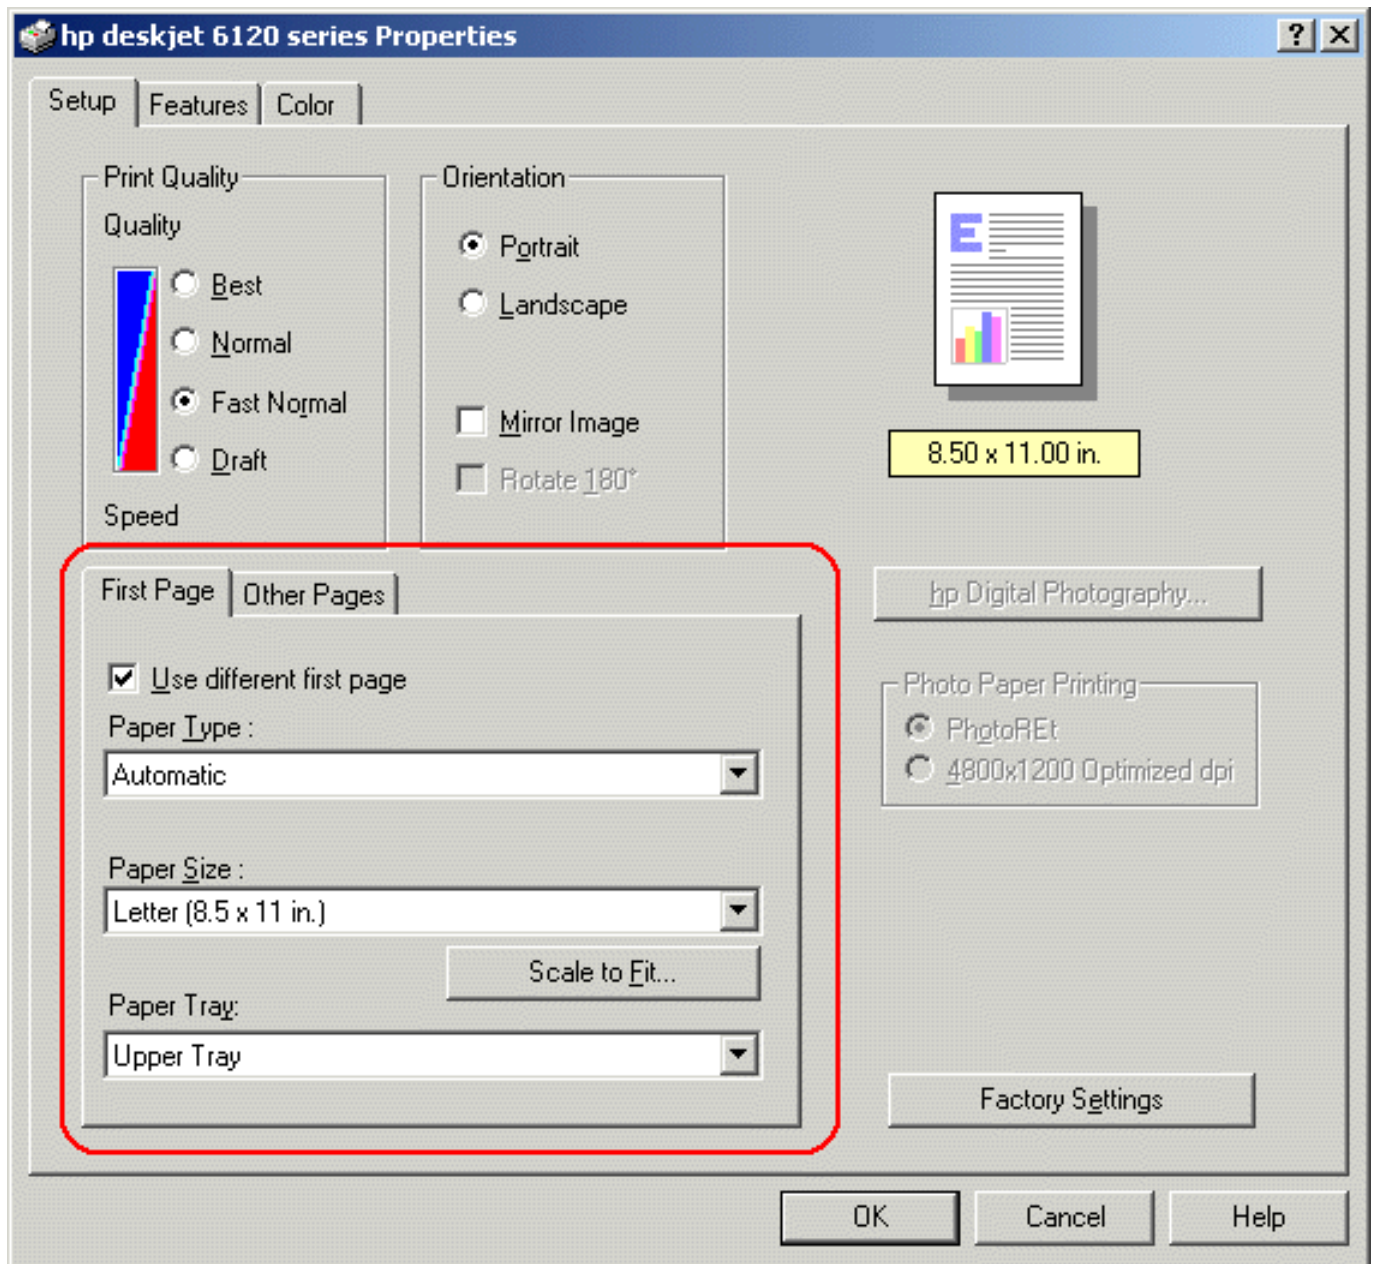 hp deskjet 6120 series Properties
Setup
Features
Color
Print Quality
Quality
Best
Normal
Fast Normal
Draft
Speed
Orientation
Portrait
Landscape
Mirror Image
Rotate 180°
E
8.50 x 11.00 in.
First Page
Other Pages
Use different first page
Paper Type :
Automatic
Paper Size :
Letter (8.5 x 11 in.)
Scale to Fit...
Paper Tray:
Upper Tray
hp Digital Photography...
Photo Paper Printing
PhotoREt
4800x1200 Optimized dpi
Factory Settings
OK
Cancel
Help